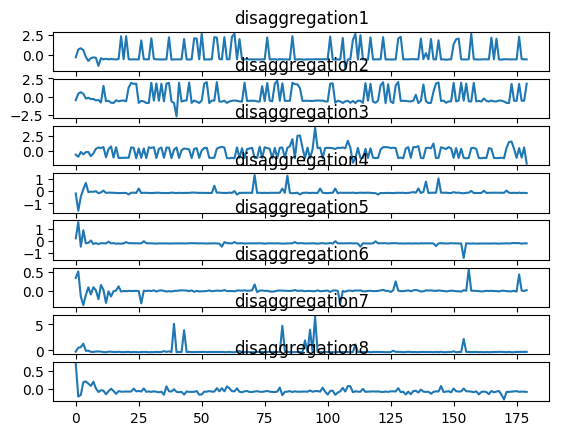 disaggregation1
2.5
0.0
disaggregation2
2.5
0.0
−2.5
disaggregation3
2.5
0.0
disaggregation4
1
0
−1
disaggregation5
1
0
−1
disaggregation6
0.5
0.0
disaggregation7
5
0
disaggregation8
0.5
0.0
0 25 50 75 100 125 150 175